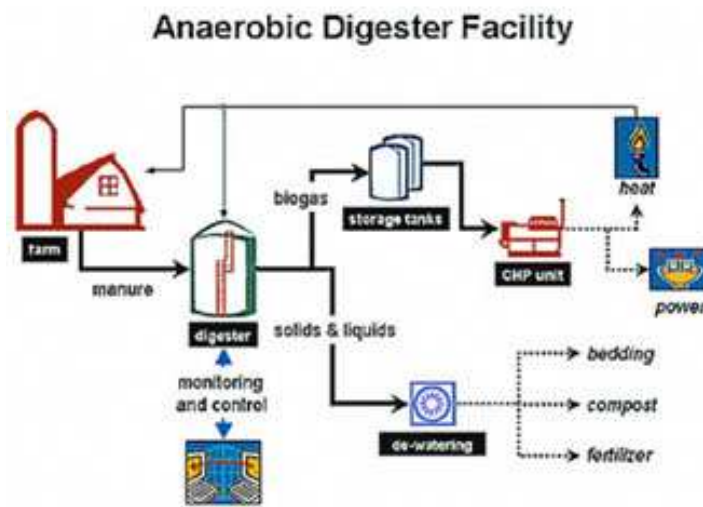 Anaerobic Digester Facility
heat
biogas
storage tanks
farm
CHP unit
manure
power
digester
solids & liquids
bedding
monitoring
and control
compost
de-watering
fertilizer